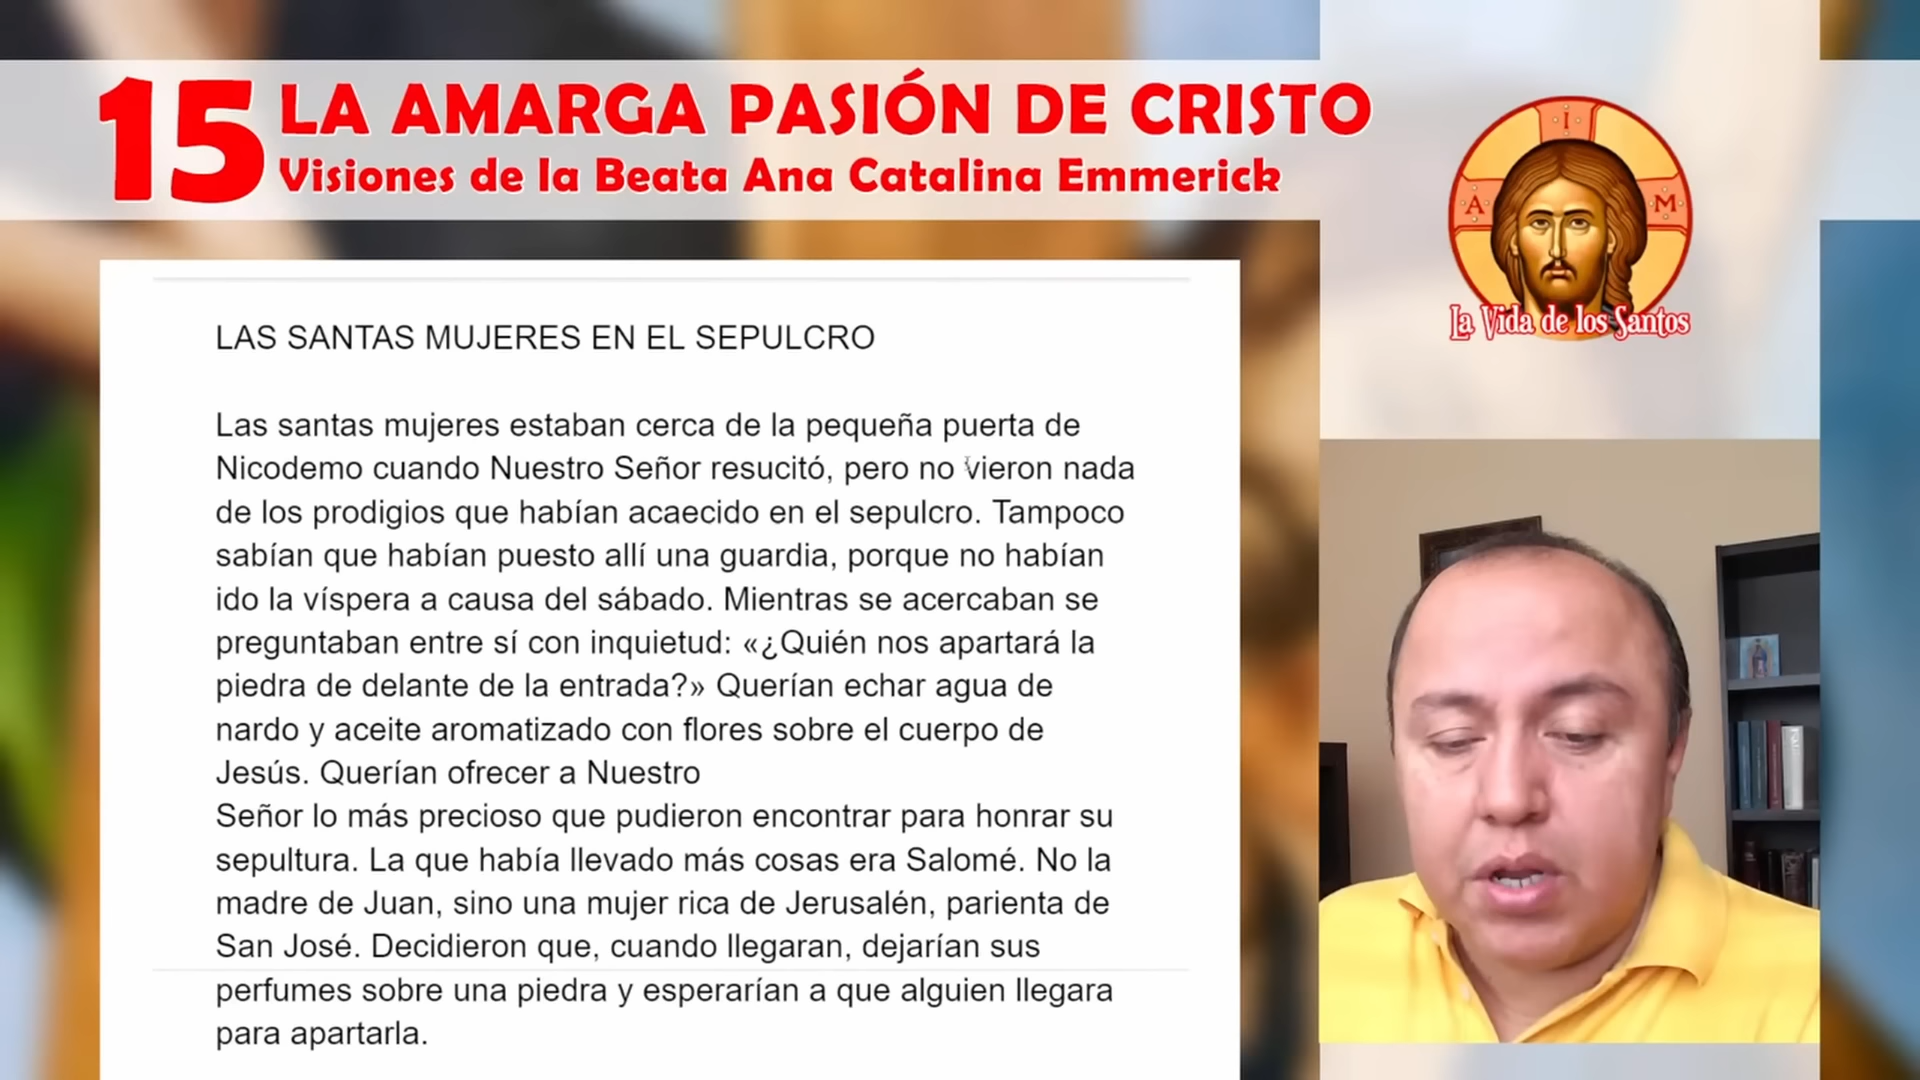 15
LA AMARGA PASIÓN DE CRISTO
Visiones de la Beata Ana Catalina Emmerick
I
A
M
La Vida de los Santos
LAS SANTAS MUJERES EN EL SEPULCRO
Las santas mujeres estaban cerca de la pequeña puerta de
Nicodemo cuando Nuestro Señor resucitó, pero no vieron nada
de los prodigios que habían acaecido en el sepulcro. Tampoco
sabían que habían puesto allí una guardia, porque no habían
ido la víspera a causa del sábado. Mientras se acercaban se
preguntaban entre sí con inquietud: «¿Quién nos apartará la
piedra de delante de la entrada?» Querían echar agua de
nardo y aceite aromatizado con flores sobre el cuerpo de
Jesús. Querían ofrecer a Nuestro
Señor lo más precioso que pudieron encontrar para honrar su
sepultura. La que había llevado más cosas era Salomé. No la
madre de Juan, sino una mujer rica de Jerusalén, parienta de
San José. Decidieron que, cuando llegaran, dejarían sus
perfumes sobre una piedra y esperarían a que alguien llegara
para apartarla.